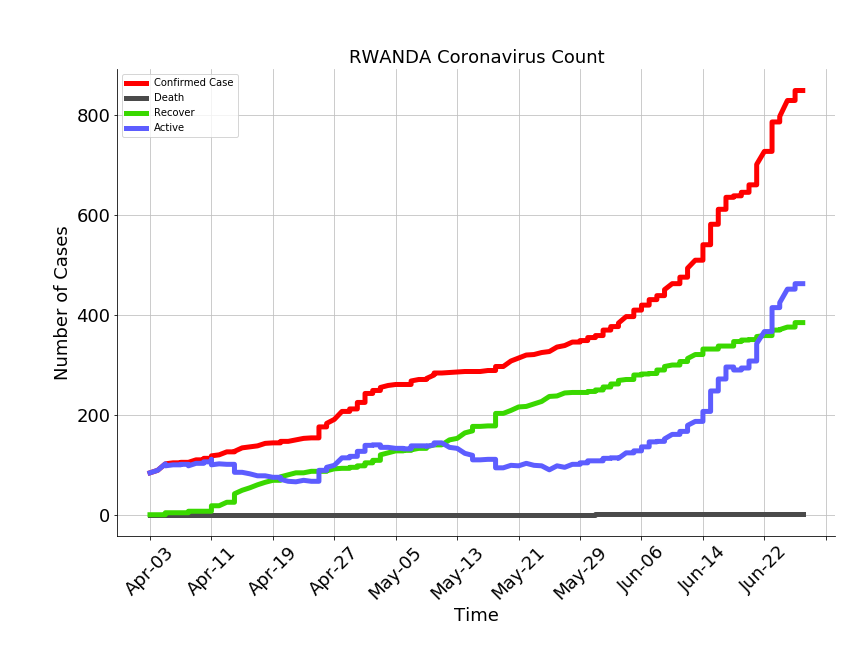 RWANDA Coronavirus Count
Confirmed Case
Death
Recover
Active
Number of Cases
800
600
400
200
0
Apr-03
Apr-11
Apr-19
Apr-27
May-05
May-13
May-21
May-29
Jun-06
Jun-14
Jun-22
Time